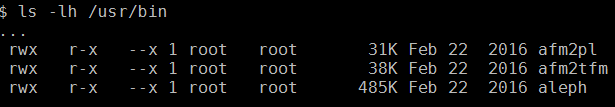 $ ls -lh /usr/bin
...
rwx r-x --x 1 root root 31K Feb 22 2016 afm2pl
rwx r-x --x 1 root root 38K Feb 22 2016 afm2tfm
rwx r-x --x 1 root root 485K Feb 22 2016 aleph